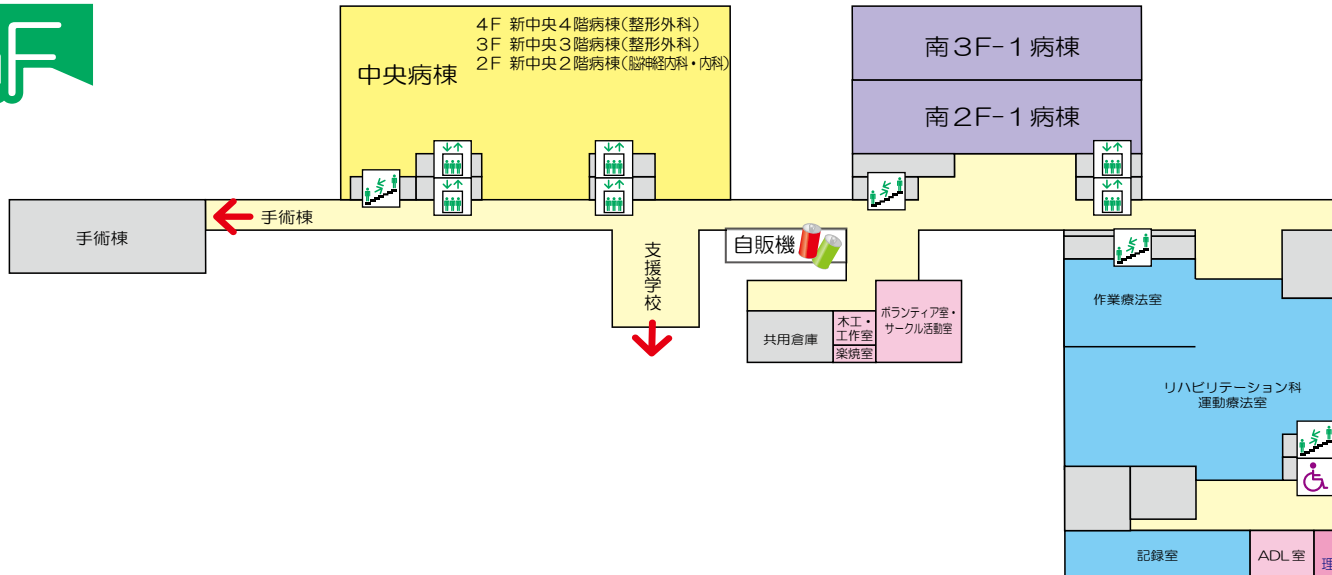 F
4F 新中央4階病棟(整形外科)
3F 新中央3階病棟(整形外科)
2F 新中央2階病棟(脳神経内科・内科)
中央病棟
南3F-1病棟
南2F-1病棟
手術棟
手術棟
支援学校
自販機
共用倉庫
木工・
工作室
楽焼室
ボランティア室・
サークル活動室
作業療法室
リハビリテーション科
運動療法室
記録室
ADL室
理